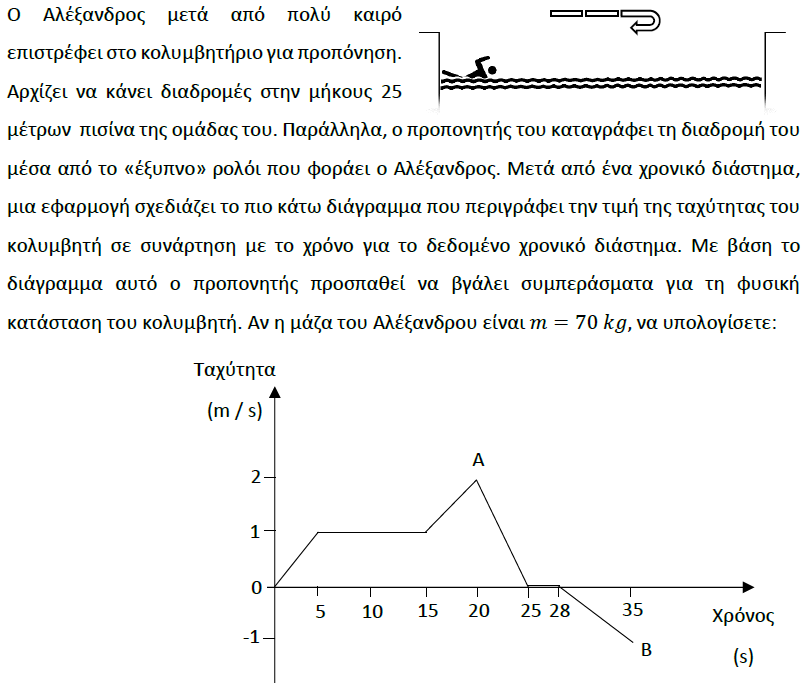 Ο Αλέξανδρος μετά από πολύ καιρό
επιστρέφει στο κολυμβητήριο για προπόνηση.
Αρχίζει να κάνει διαδρομές στην μήκους 25
μέτρων πισίνα της ομάδας του. Παράλληλα, ο προπονητής του καταγράφει τη διαδρομή του
μέσα από το «έξυπνο» ρολόι που φοράει ο Αλέξανδρος. Μετά από ένα χρονικό διάστημα,
μια εφαρμογή σχεδιάζει το πιο κάτω διάγραμμα που περιγράφει την τιμή της ταχύτητας του
κολυμβητή σε συνάρτηση με το χρόνο για το δεδομένο χρονικό διάστημα. Με βάση το
διάγραμμα αυτό ο προπονητής προσπαθεί να βγάλει συμπεράσματα για τη φυσική
κατάσταση του κολυμβητή. Αν η μάζα του Αλέξανδρου είναι m = 70 kg, να υπολογίσετε:
Ταχύτητα
(m / s)
A
2
1
0
5 10 15 20 25 28 35
Χρόνος
-1
B
(s)